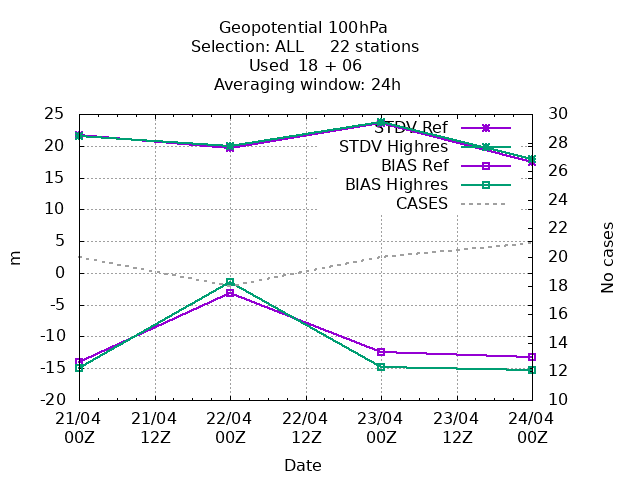 Geopotential 100hPa
Selection: ALL     22 stations
Used  18 + 06
Averaging window: 24h
STDV Ref
STDV Highres
BIAS Ref
BIAS Highres
CASES
25
20
15
10
5
0
-5
-10
-15
-20
m
30
28
26
24
22
20
18
16
14
12
10
No cases
21/04 21/04 22/04 22/04 23/04 23/04 24/04
00Z 12Z 00Z 12Z 00Z 12Z 00Z
Date